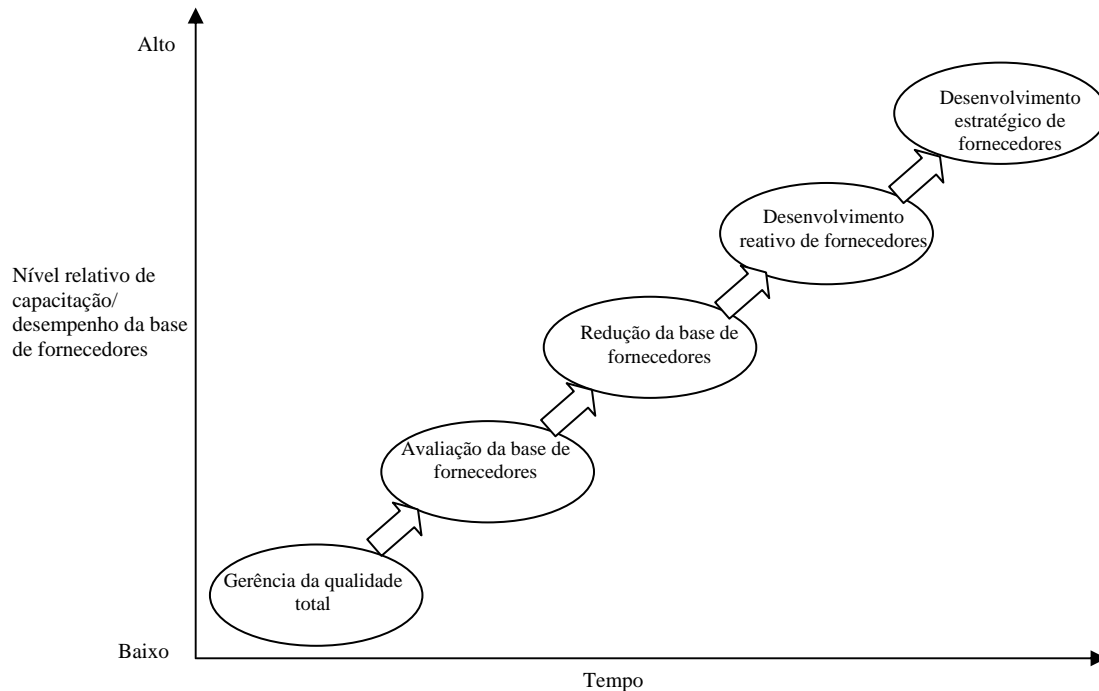 Alto
Desenvolvimento
estratégico de
fornecedores
Desenvolvimento
reativo de fornecedores
Nível relativo de
capacitação/
desempenho da base
de fornecedores
Redução da base de
fornecedores
Avaliação da base de
fornecedores
Gerência da qualidade
total
Baixo
Tempo